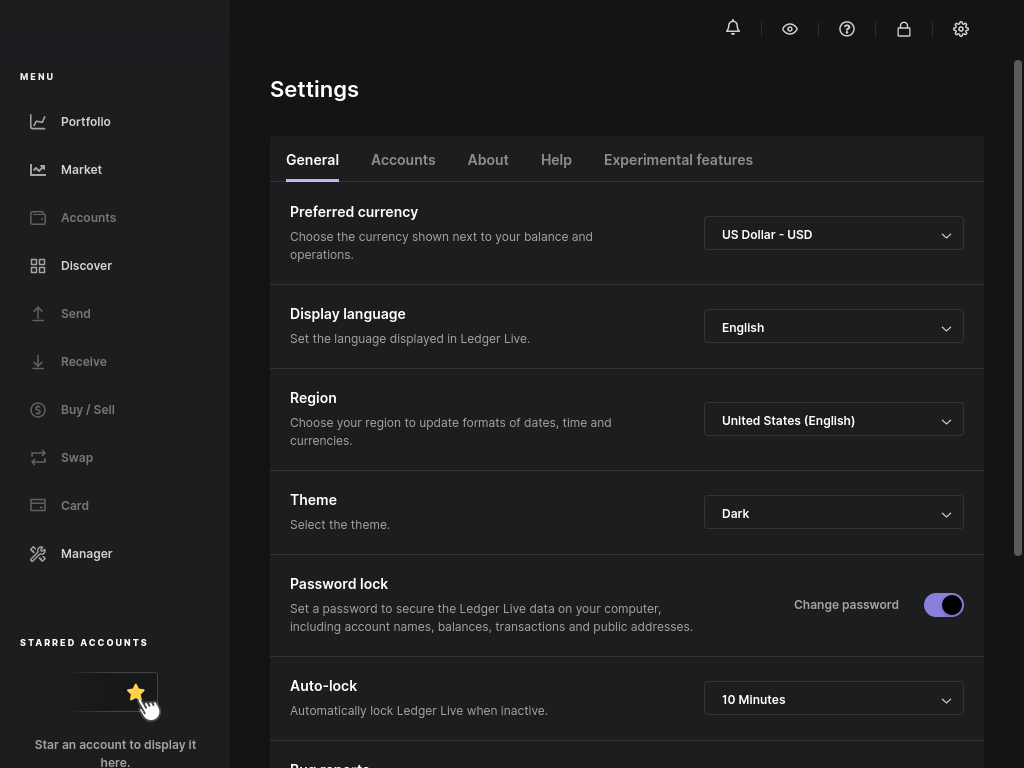 MENU
Portfolio
Market
Accounts
Discover
Send
Receive
Buy / Sell
Swap
Card
Manager
STARRED ACCOUNTS
Star an account to display it
here.
Settings
General
Accounts
About
Help
Experimental features
Preferred currency
Choose the currency shown next to your balance and
operations.
US Dollar - USD
Display language
Set the language displayed in Ledger Live.
English
Region
Choose your region to update formats of dates, time and
currencies.
United States (English)
Theme
Select the theme.
Dark
Password lock
Set a password to secure the Ledger Live data on your computer,
including account names, balances, transactions and public addresses.
Change password
Auto-lock
Automatically lock Ledger Live when inactive.
10 Minutes
Bug reports